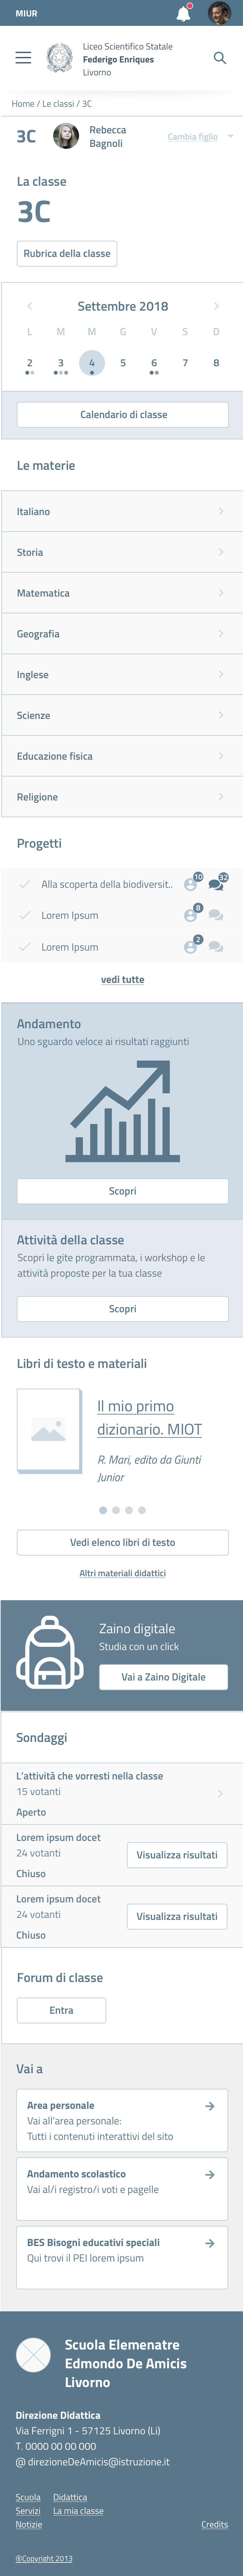 MIUR
Liceo Scientifico Statale
Federigo Enriques
Livorno
Home / Le classi / 3C
3C
Rebecca
Bagnoli
Cambia figlio
La classe
3C
Rubrica della classe
Settembre 2018
L M M G V S D
2 3 4 5 6 7 8
Calendario di classe
Le materie
Italiano
Storia
Matematica
Geografia
Inglese
Scienze
Educazione fisica
Religione
Progetti
Alla scoperta della biodiversit.. 10 32
Lorem Ipsum 8
Lorem Ipsum 2
vedi tutte
Andamento
Uno sguardo veloce ai risultati raggiunti
Scopri
Attività della classe
Scopri le gite programmata, i workshop e le
attività proposte per la tua classe
Scopri
Libri di testo e materiali
Il mio primo
dizionario. MIOT
R. Mari, edito da Giunti
Junior
Vedi elenco libri di testo
Altri materiali didattici
Zaino digitale
Studia con un click
Vai a Zaino Digitale
Sondaggi
L'attività che vorresti nella classe
15 votanti
Aperto
Lorem ipsum docet
24 votanti
Visualizza risultati
Chiuso
Lorem ipsum docet
24 votanti
Visualizza risultati
Chiuso
Forum di classe
Entra
Vai a
Area personale
Vai all'area personale:
Tutti i contenuti interattivi del sito
Andamento scolastico
Vai al/i registro/i voti e pagelle
BES Bisogni educativi speciali
Qui trovi il PEI lorem ipsum
Scuola Elemenatre
Edmondo De Amicis
Livorno
Direzione Didattica
Via Ferrigni 1 - 57125 Livorno (Li)
T. 0000 00 00 000
@ direzioneDeAmicis@istruzione.it
Scuola Didattica
Servizi La mia classe
Notizie Credits
®Copyright 2013